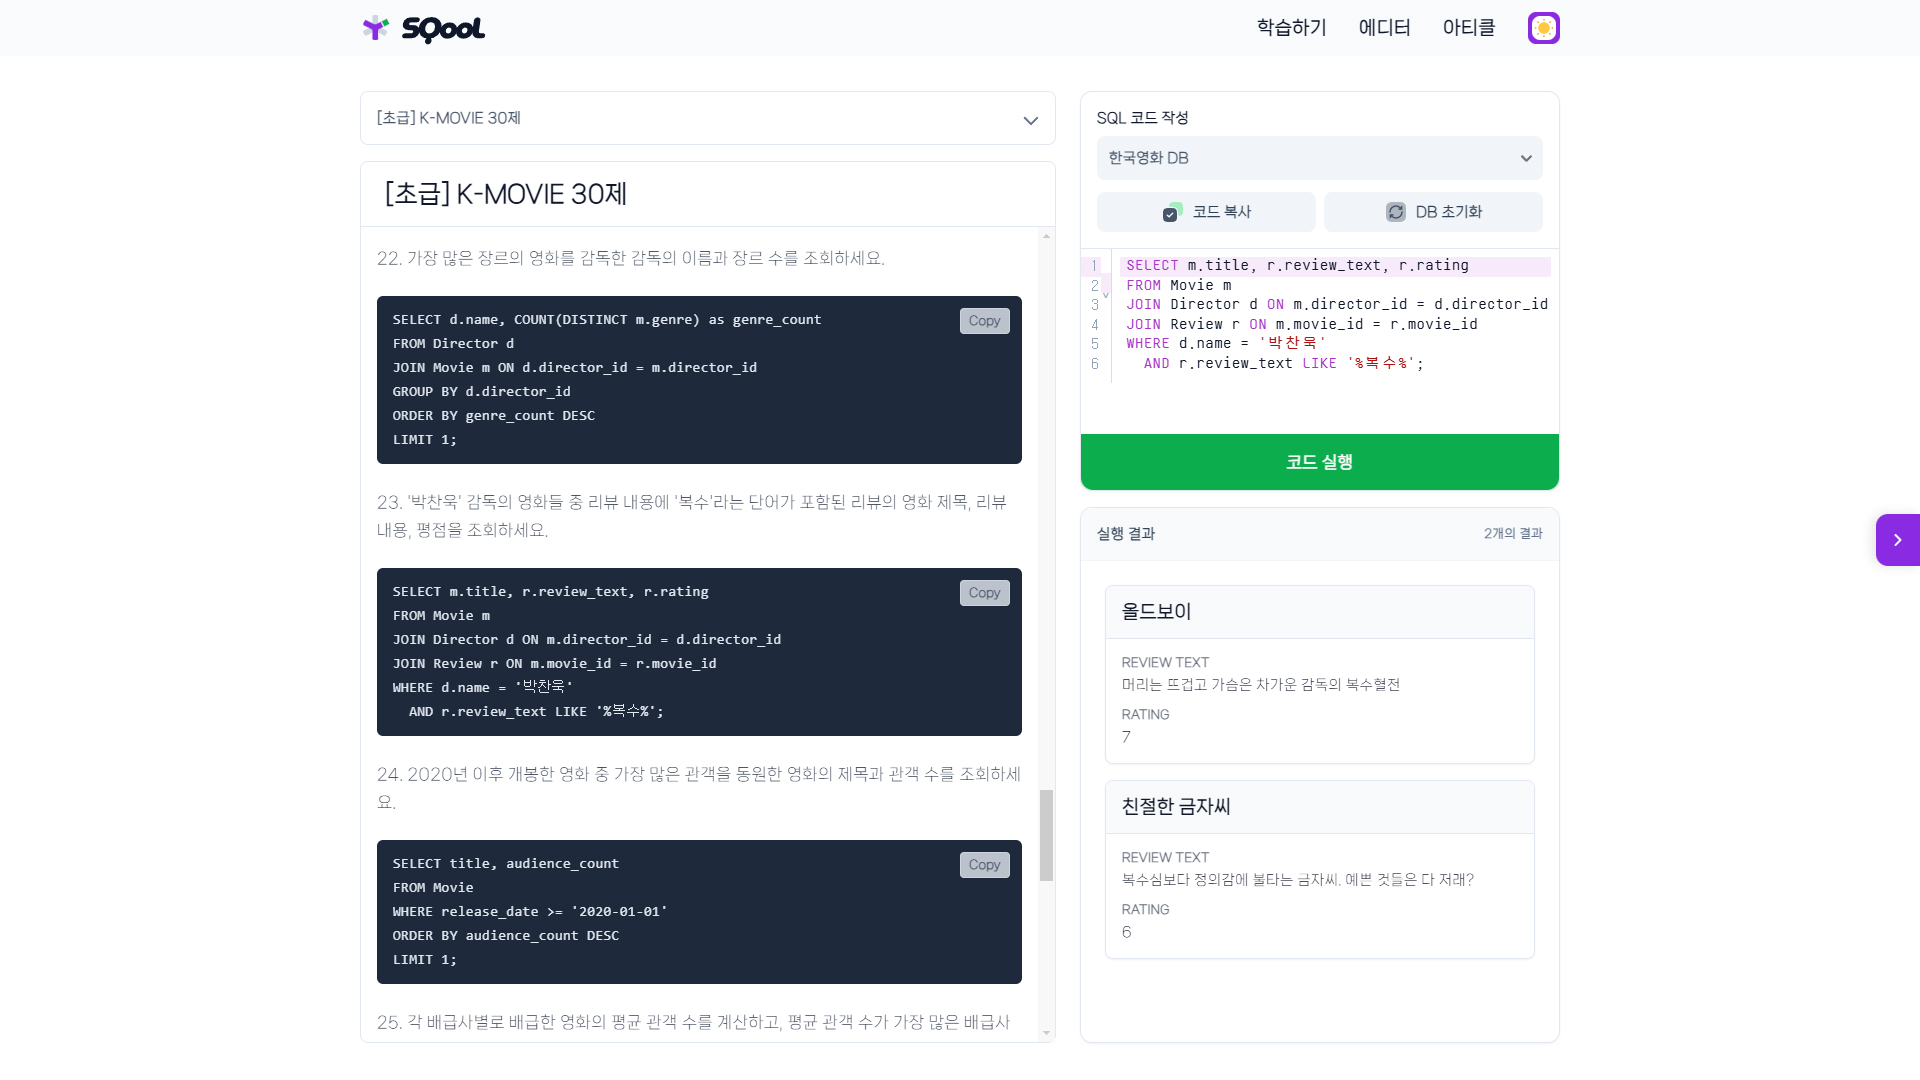 SQooL
학습하기
에디터
아티클
[초급] K-MOVIE 30제
[초급] K-MOVIE 30제
22. 가장 많은 장르의 영화를 감독한 감독의 이름과 장르 수를 조회하세요.
Copy
SELECT d.name, COUNT(DISTINCT m.genre) as genre_count
FROM Director d
JOIN Movie m ON d.director_id = m.director_id
GROUP BY d.director_id
ORDER BY genre_count DESC
LIMIT 1;
23. '박찬욱' 감독의 영화들 중 리뷰 내용에 '복수'라는 단어가 포함된 리뷰의 영화 제목, 리뷰
내용, 평점을 조회하세요.
Copy
SELECT m.title, r.review_text, r.rating
FROM Movie m
JOIN Director d ON m.director_id = d.director_id
JOIN Review r ON m.movie_id = r.movie_id
WHERE d.name = '박찬욱'
  AND r.review_text LIKE '%복수%';
24. 2020년 이후 개봉한 영화 중 가장 많은 관객을 동원한 영화의 제목과 관객 수를 조회하세
요.
Copy
SELECT title, audience_count
FROM Movie
WHERE release_date >= '2020-01-01'
ORDER BY audience_count DESC
LIMIT 1;
25. 각 배급사별로 배급한 영화의 평균 관객 수를 계산하고, 평균 관객 수가 가장 많은 배급사
SQL 코드 작성
한국영화 DB
코드 복사
DB 초기화
1 SELECT m.title, r.review_text, r.rating
2 FROM Movie m
3 JOIN Director d ON m.director_id = d.director_id
4 JOIN Review r ON m.movie_id = r.movie_id
5 WHERE d.name = '박찬욱'
6   AND r.review_text LIKE '%복수%';
코드 실행
실행 결과
2개의 결과
올드보이
REVIEW TEXT
머리는 뜨겁고 가슴은 차가운 감독의 복수혈전
RATING
7
친절한 금자씨
REVIEW TEXT
복수심보다 정의감에 불타는 금자씨. 예쁜 것들은 다 저래?
RATING
6